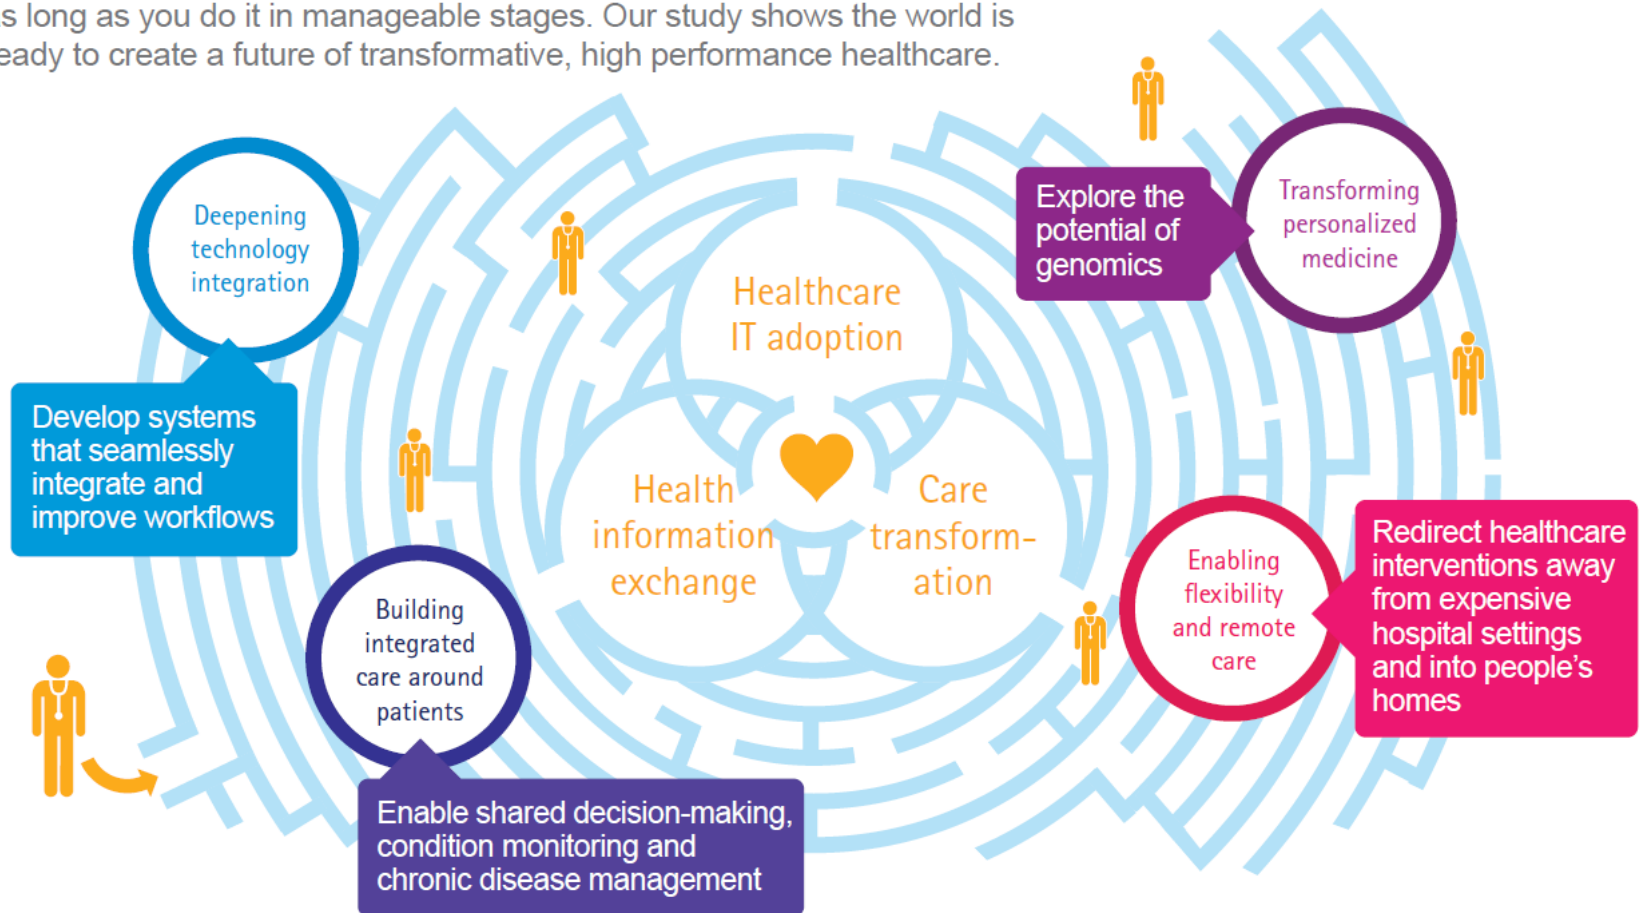 as long as you do it in manageable stages. Our study shows the world is
ready to create a future of transformative, high performance healthcare.
Deepening
technology
integration
Develop systems
that seamlessly
integrate and
improve workflows
Building
integrated
care around
patients
Enable shared decision-making,
condition monitoring and
chronic disease management
Healthcare
IT adoption
Health
information
exchange
Care
transform-
ation
Explore the
potential of
genomics
Transforming
personalized
medicine
Enabling
flexibility
and remote
care
Redirect healthcare
interventions away
from expensive
hospital settings
and into people's
homes